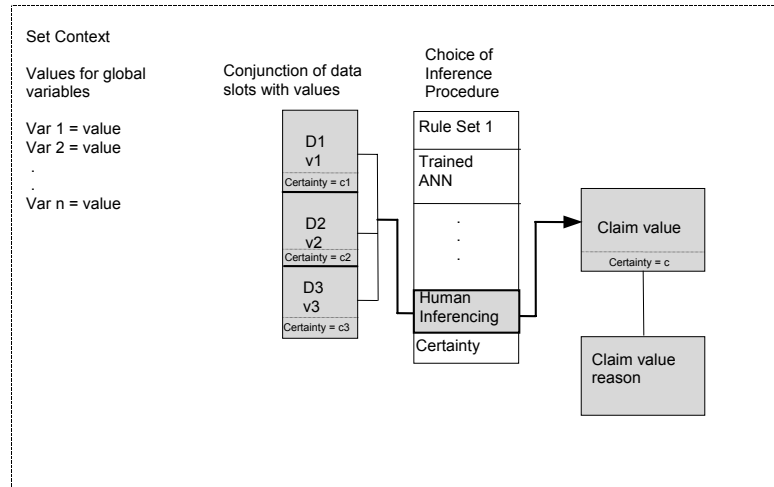 Set Context
Values for global
variables
Var 1 = value
Var 2 = value
.
.
Var n = value
Conjunction of data
slots with values
D1
v1
Certainty = c1
D2
v2
Certainty = c2
D3
v3
Certainty = c3
Choice of
Inference
Procedure
Rule Set 1
Trained
ANN
.
.
.
Human
Inferencing
Certainty
Claim value
Certainty = c
Claim value
reason